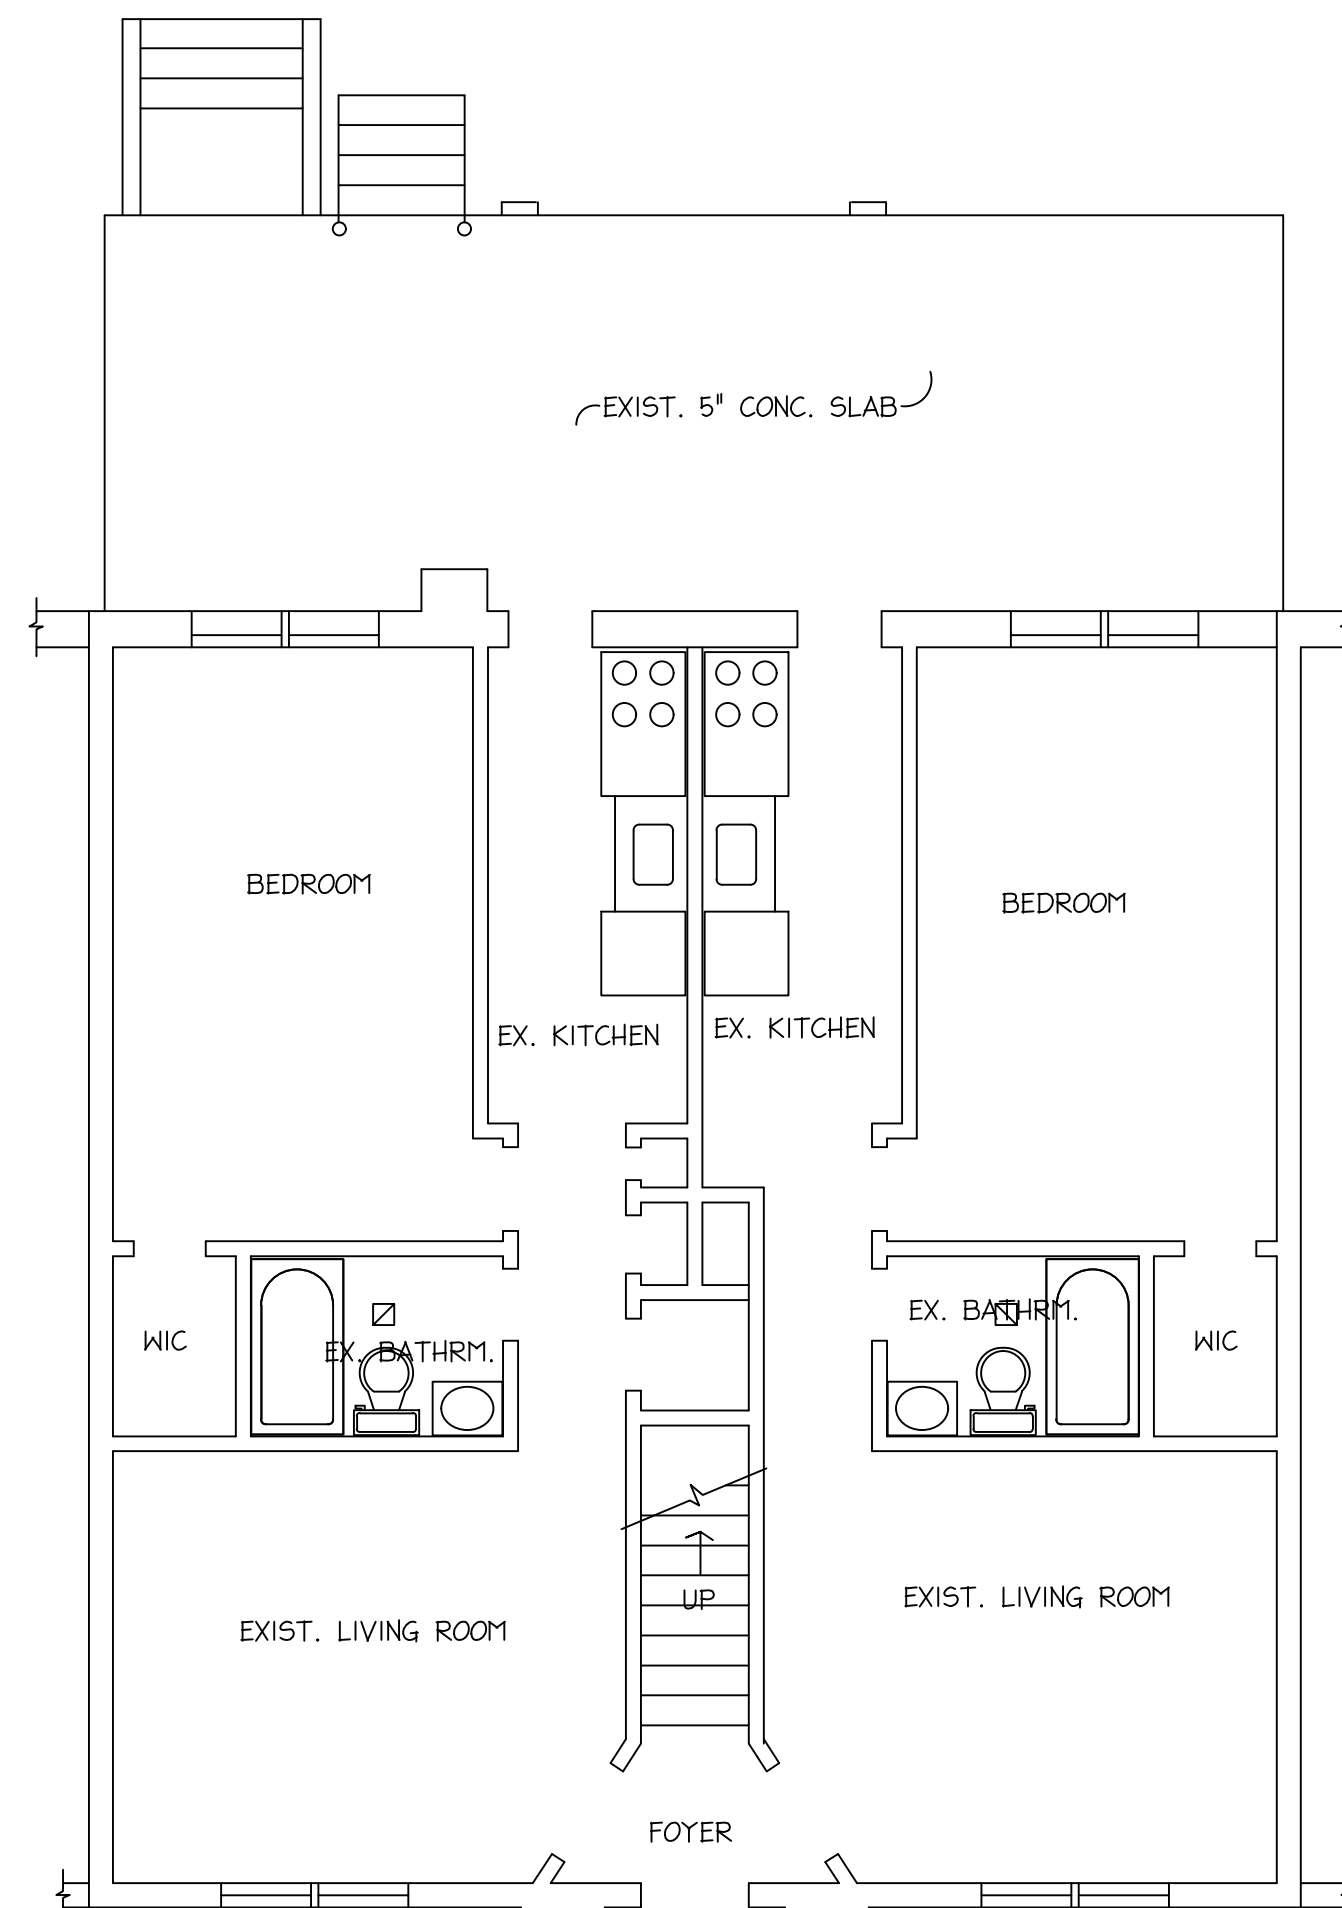 EXIST. 5" CONC. SLAB
BEDROOM
BEDROOM
EX. KITCHEN
EX. KITCHEN
EX. BATHRM.
WIC
EX. BATHRM.
WIC
EXIST. LIVING ROOM
UP
EXIST. LIVING ROOM
FOYER